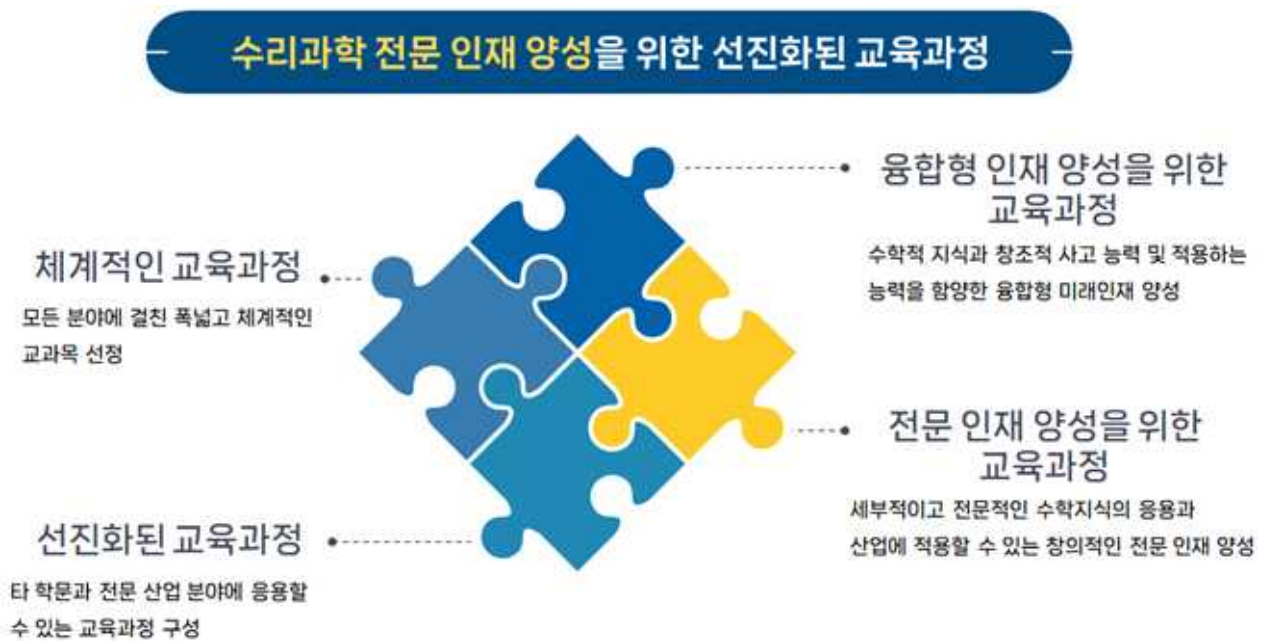 수리과학 전문 인재 양성을 위한 선진화된 교육과정
융합형 인재 양성을 위한
교육과정
수학적 지식과 창조적 사고 능력 및 적용하는
능력을 함양한 융합형 미래인재 양성
체계적인 교육과정
모든 분야에 걸친 폭넓고 체계적인
교과목 선정
전문 인재 양성을 위한
교육과정
세부적이고 전문적인 수학지식의 응용과
산업에 적용할 수 있는 창의적인 전문 인재 양성
선진화된 교육과정
타 학문과 전문 산업 분야에 응용할
수 있는 교육과정 구성